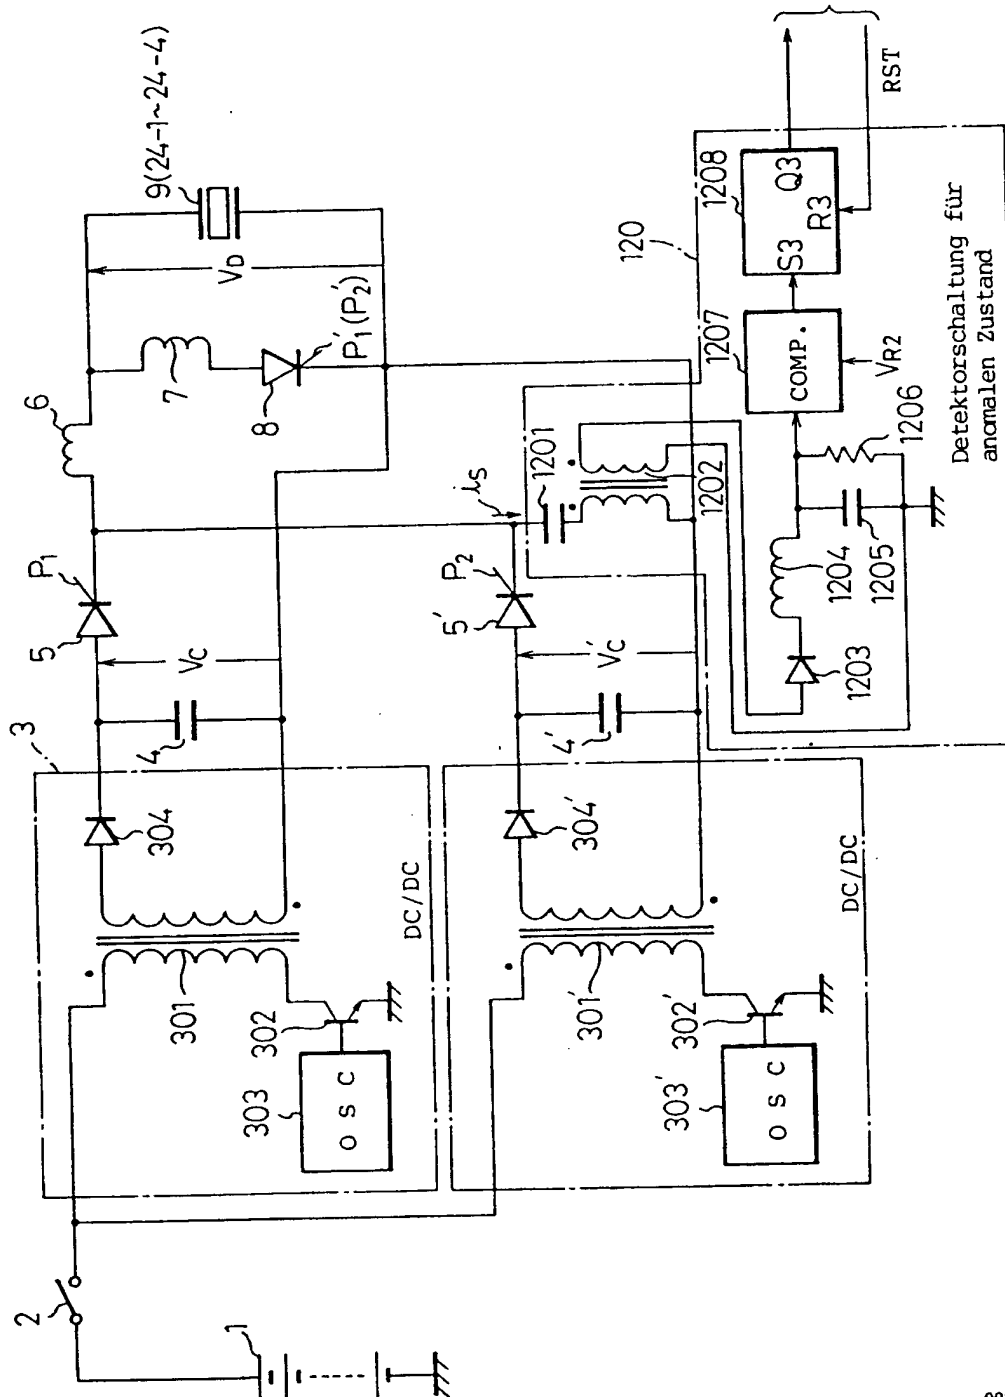 1
2
3
301
302
303
OSC
304
DC/DC
4
VC
5
P1
6
7
8
P1'(P2')
VD
9(24-1~24-4)
301'
302'
303'
OSC
304'
DC/DC
4'
VC'
5'
P2
is
120
1201
1202
1203
1204
1205
1206
1207
COMP.
VR2
1208
S3
Q3
R3
RST
Detektorschaltung für
anomalen Zustand